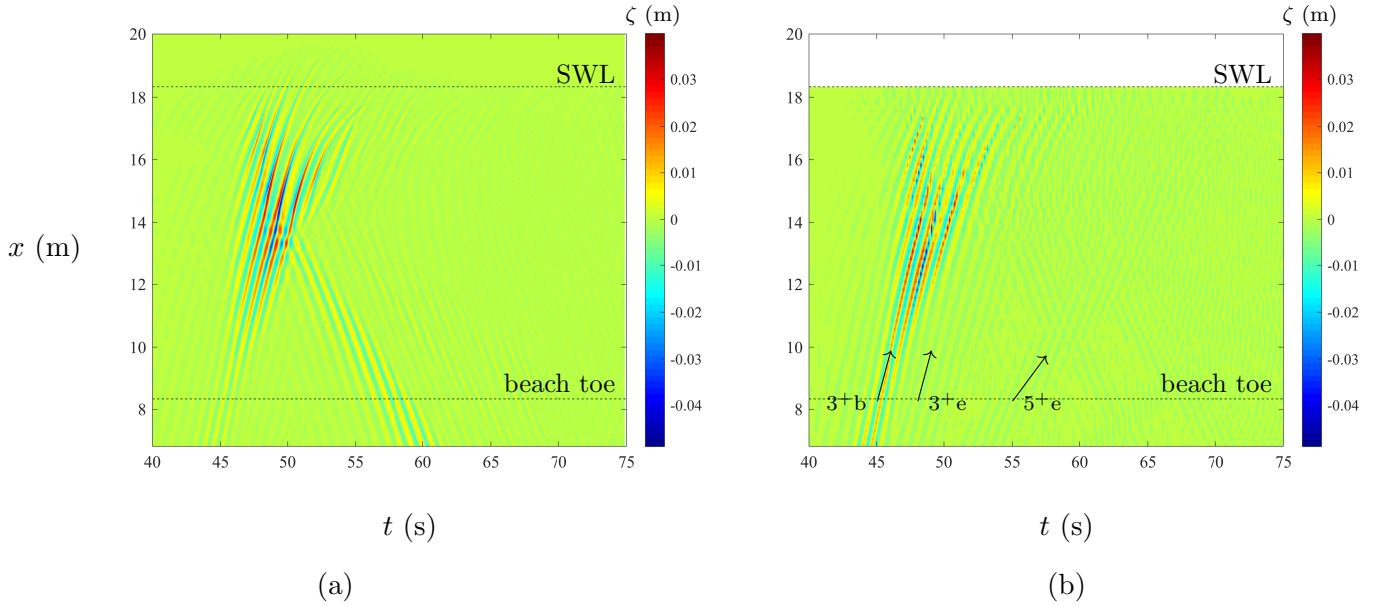 ζ (m)
20
18
16
14
12
10
8
x (m)
SWL
beach toe
40 45 50 55 60 65 70 75
t (s)
0.03
0.02
0.01
0
-0.01
-0.02
-0.03
-0.04
(a)
ζ (m)
20
18
16
14
12
10
8
SWL
beach toe
3⁺b 3⁺e 5⁺e
40 45 50 55 60 65 70 75
t (s)
0.03
0.02
0.01
0
-0.01
-0.02
-0.03
-0.04
(b)